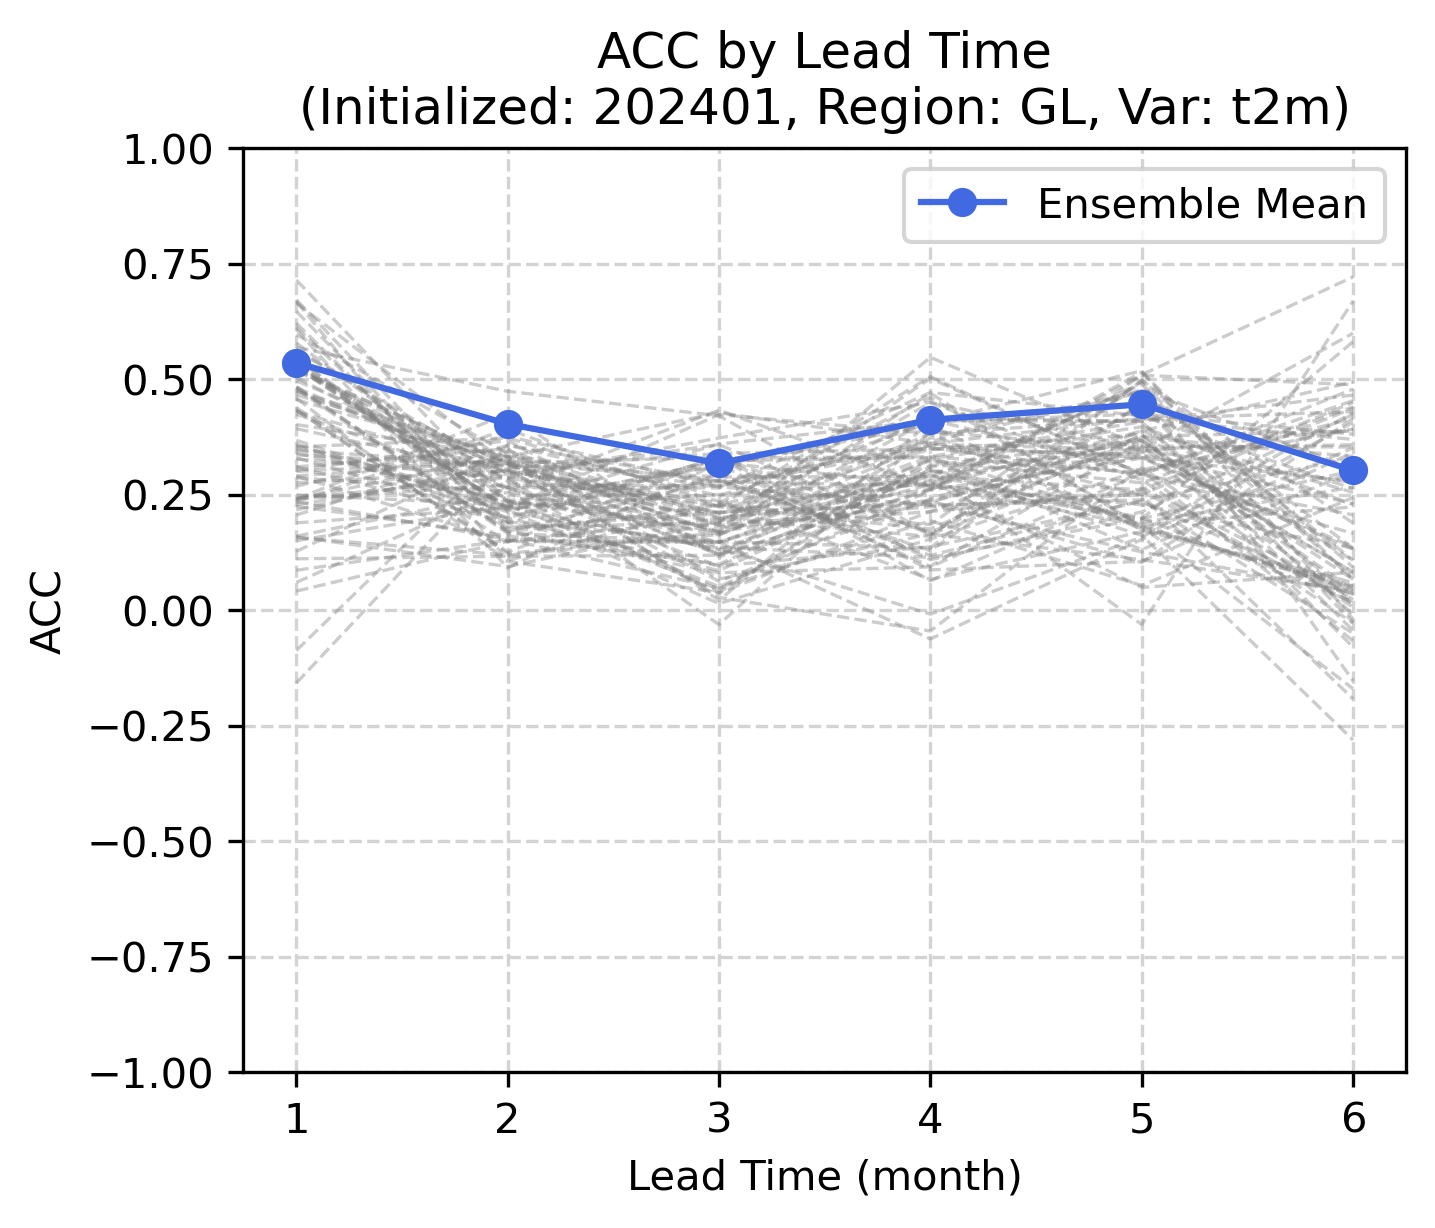 ACC by Lead Time
(Initialized: 202401, Region: GL, Var: t2m)
Ensemble Mean
1.00
0.75
0.50
0.25
0.00
−0.25
−0.50
−0.75
−1.00
ACC
1 2 3 4 5 6
Lead Time (month)